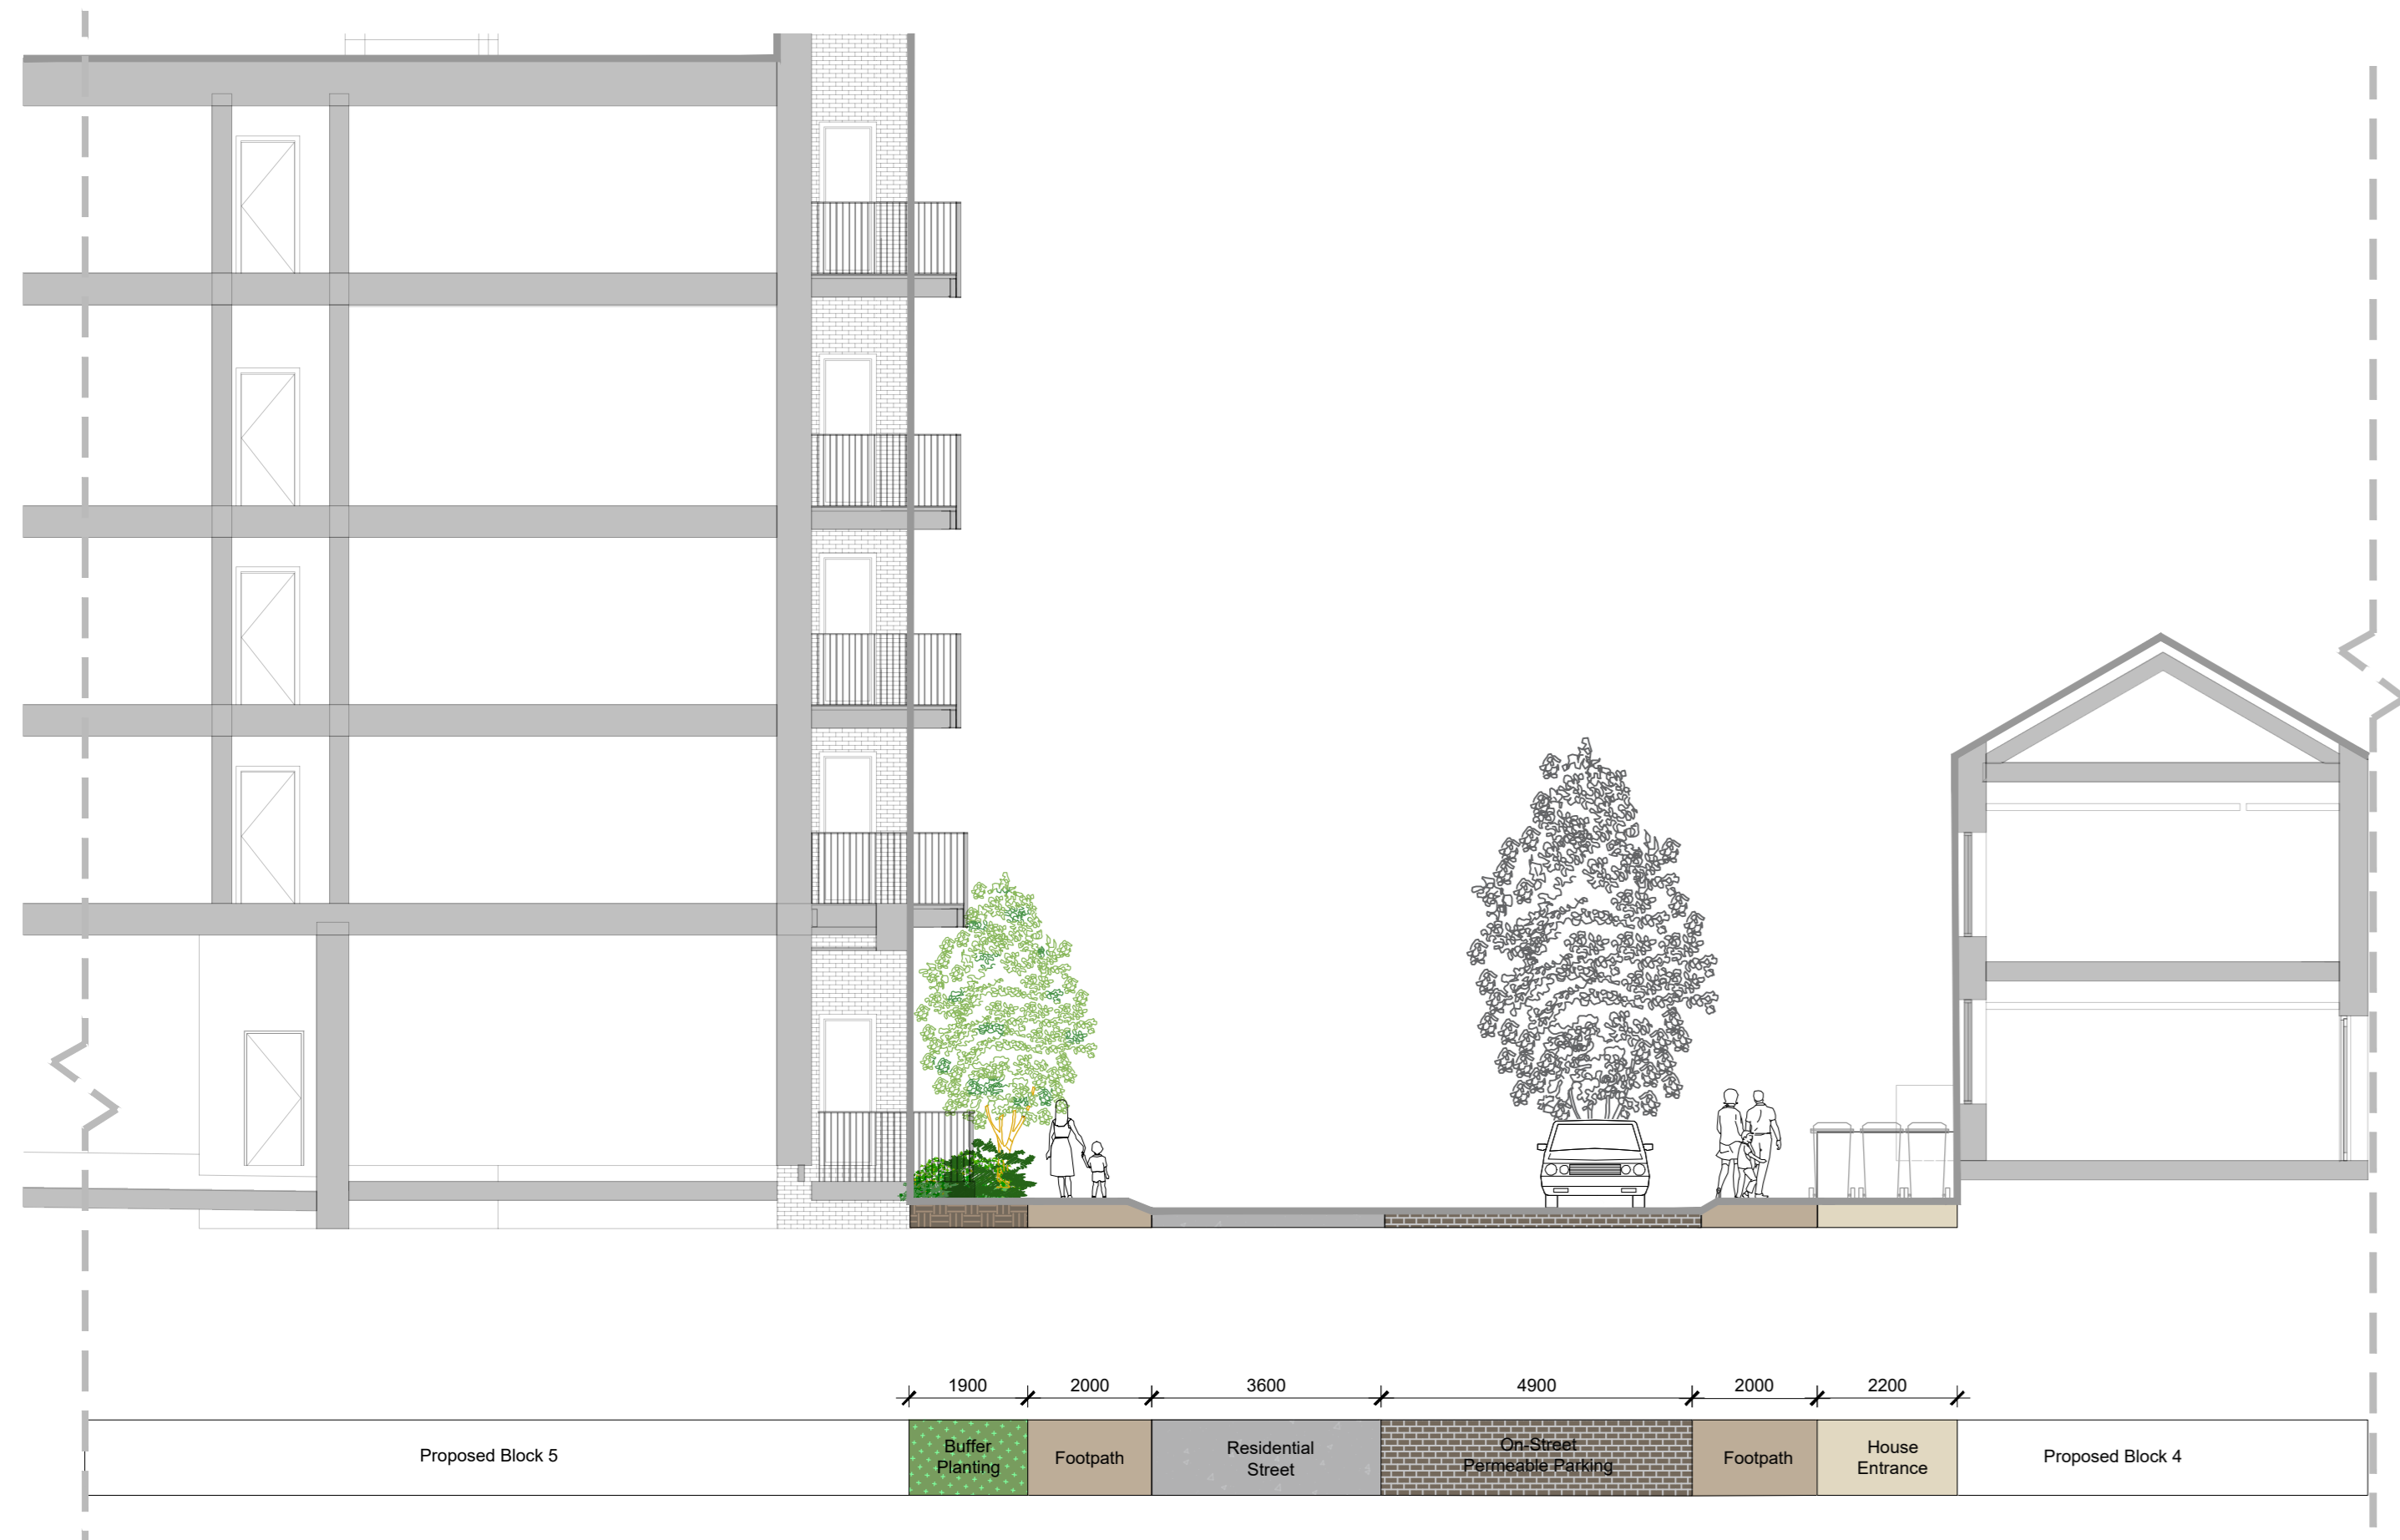 1900 2000 3600 4900 2000 2200
Proposed Block 5
Buffer
Planting
Footpath
Residential
Street
On-Street
Permeable Parking
Footpath
House
Entrance
Proposed Block 4